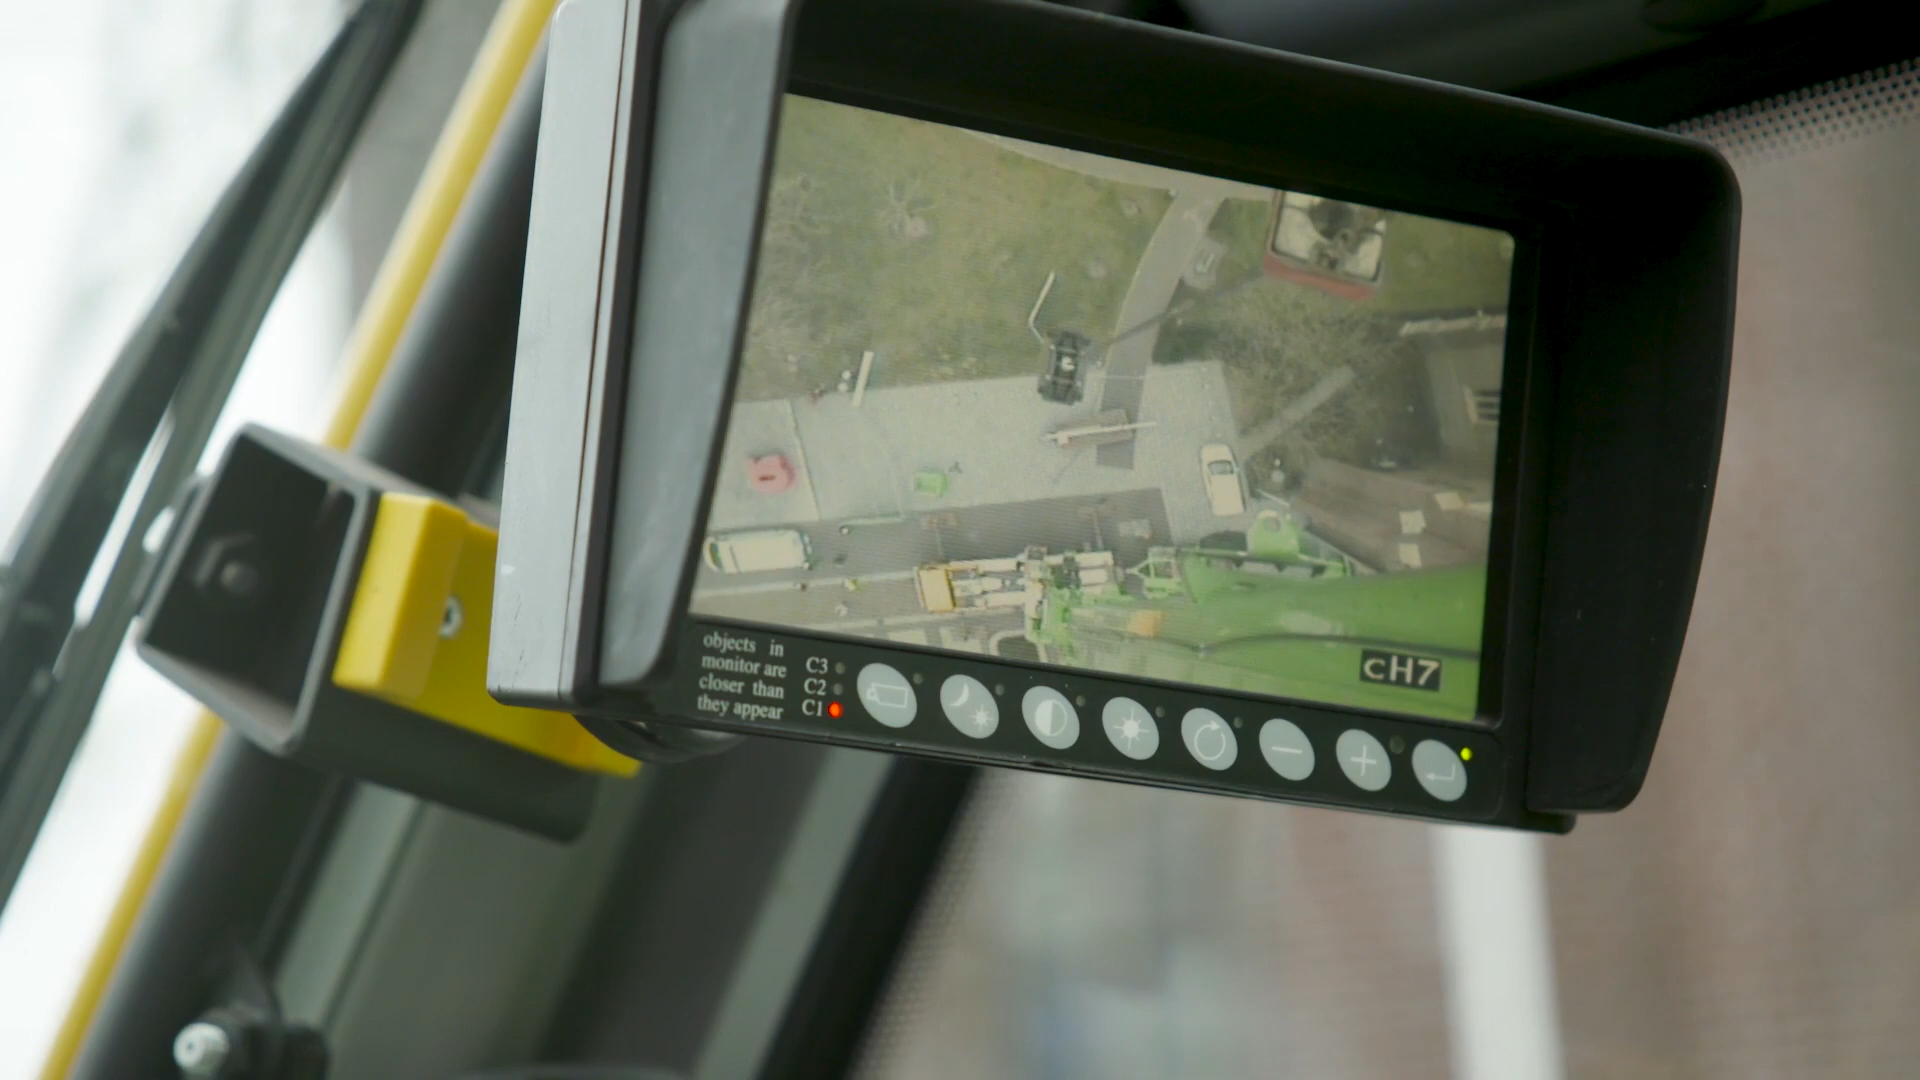 cH7
objects in
monitor are
closer than
they appear
C3
C2
C1